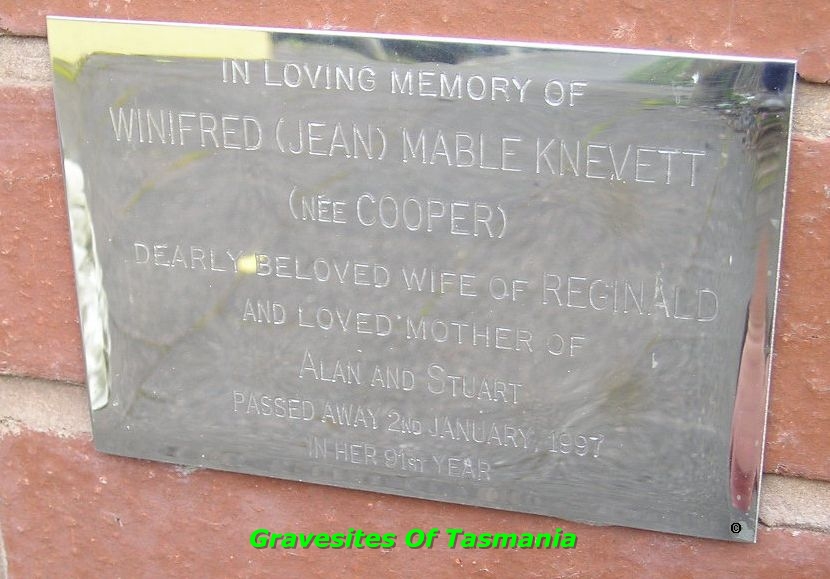 IN LOVING MEMORY OF
WINIFRED (JEAN) MABLE KNEVETT
(NÉE COOPER)
DEARLY BELOVED WIFE OF REGINALD
AND LOVED MOTHER OF
ALAN AND STUART
PASSED AWAY 2ND JANUARY, 1997
IN HER 91ST YEAR
©
Gravesites Of Tasmania